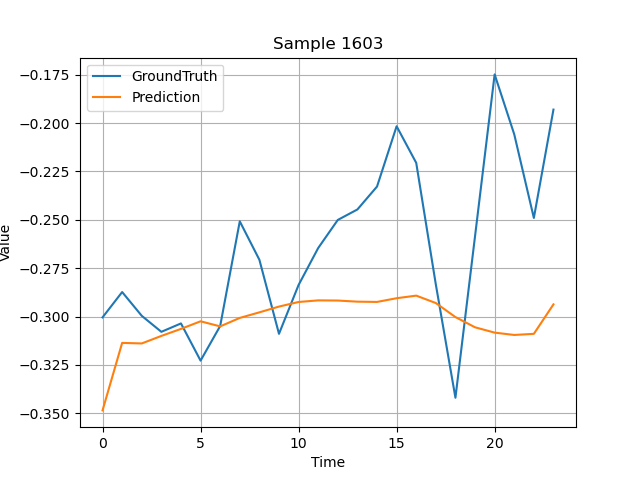 Sample 1603
GroundTruth
Prediction
−0.175
−0.200
−0.225
−0.250
−0.275
−0.300
−0.325
−0.350
Value
0 5 10 15 20
Time